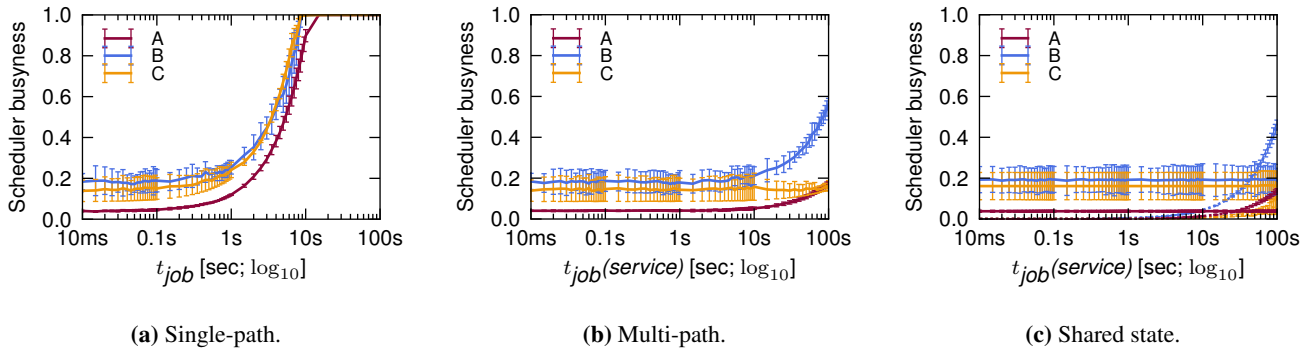 Scheduler busyness
1.0
0.8
0.6
0.4
0.2
0.0
A
B
C
10ms 0.1s 1s 10s 100s
tjob [sec; log10]
(a) Single-path.
Scheduler busyness
1.0
0.8
0.6
0.4
0.2
0.0
A
B
C
10ms 0.1s 1s 10s 100s
tjob(service) [sec; log10]
(b) Multi-path.
Scheduler busyness
1.0
0.8
0.6
0.4
0.2
0.0
A
B
C
10ms 0.1s 1s 10s 100s
tjob(service) [sec; log10]
(c) Shared state.